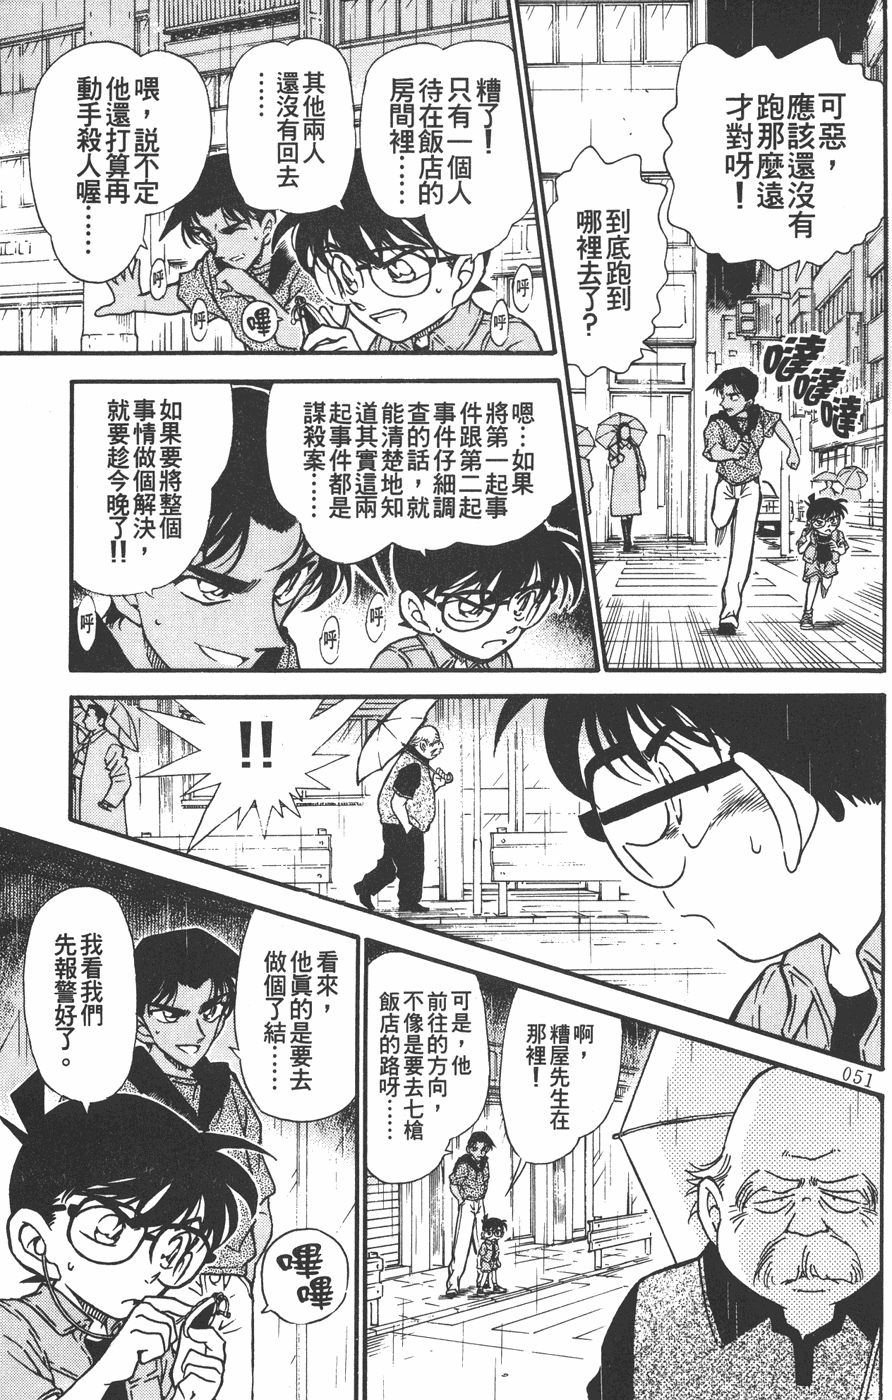 可惡，
應該還沒有
跑那麼遠
才對呀！
到底跑到
哪裡去了？
噠噠噠
糟了！
只有一個人
待在飯店的
房間裡……
其他兩人
還沒有回去
……
喂，說不定
他還打算再
動手殺人喔……
呼
呼
嗶
呼
嗯…如果
將第一起事
件跟第二起
事件仔細調
查的話，就
能清楚地知
道其實這兩
起事件都是
謀殺案……
如果要將整個
事情做個解決，
就要趁今晚了!!
呼
呼
呼
!!
啊，
糟屋先生在
那裡！
可是，他
前往的方向，
不像是要去七槍
飯店的路呀……
看來，
他真的是要去
做個了結……
我看我們
先報警好了。
嗶嗶
051